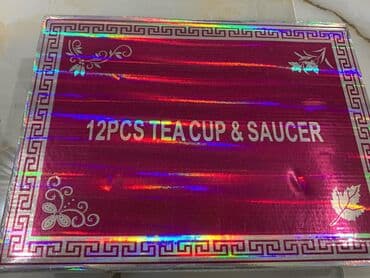 12PCS TEA CUP & SAUCER